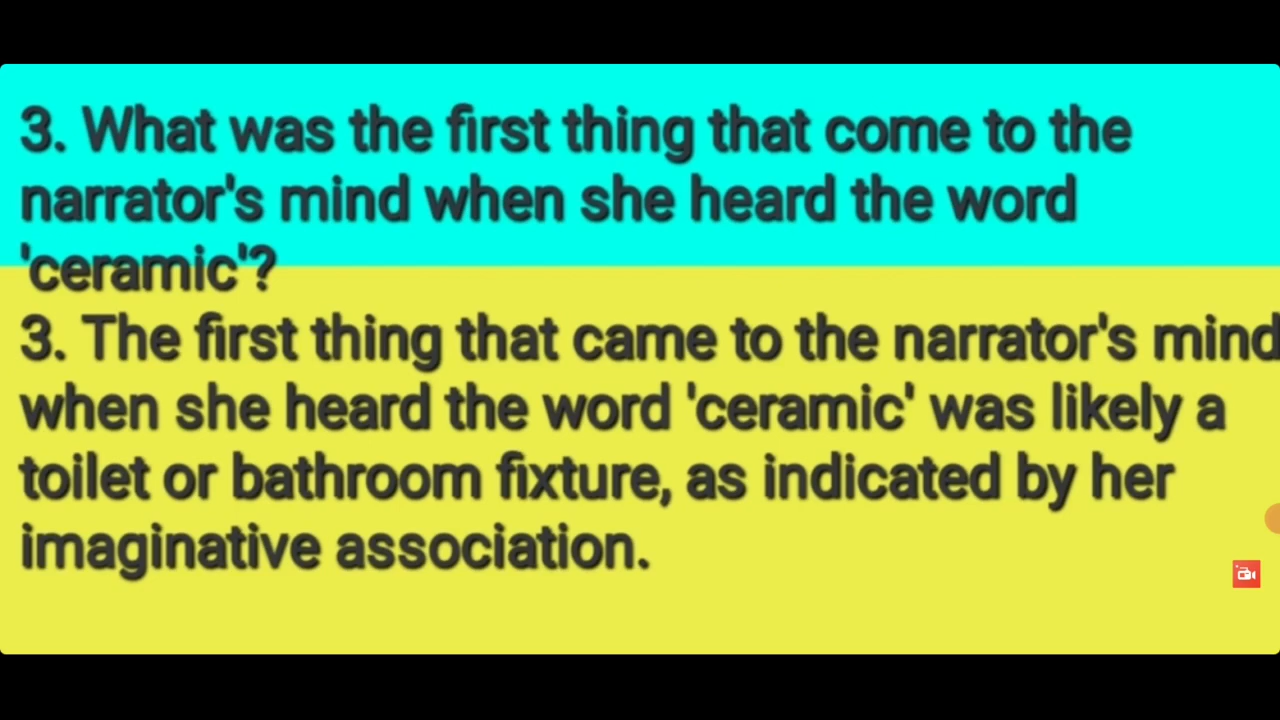 3. What was the first thing that come to the
narrator's mind when she heard the word
'ceramic'?
3. The first thing that came to the narrator's mind
when she heard the word 'ceramic' was likely a
toilet or bathroom fixture, as indicated by her
imaginative association.